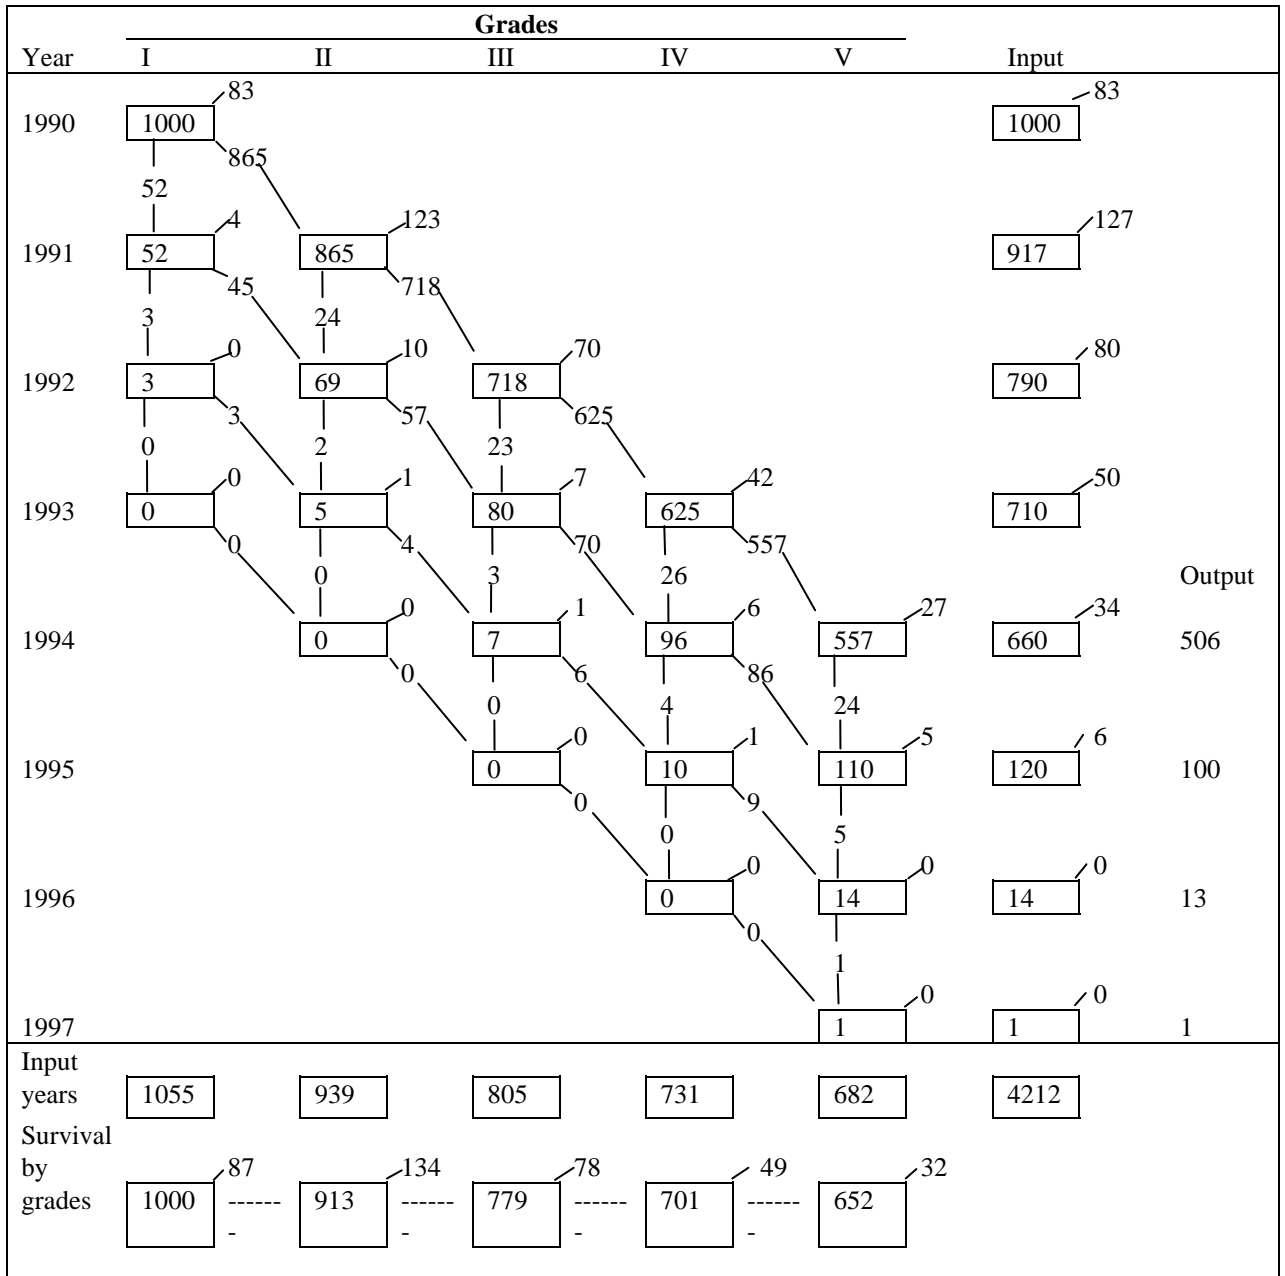 Grades
Year I II III IV V Input
83 83
1990 1000 1000
865
52
4 123 127
1991 52 865 917
45 718
3 24
0 10 70 80
1992 3 69 718 790
3 57 625
0 2 23
0 1 7 42 50
1993 0 5 80 625 710
0 4 70 557
0 3 26 Output
0 1 6 27 34
1994 0 7 96 557 660 506
0 6 86
0 4 24
0 1 5 6
1995 0 10 110 120 100
0 9
0 5
0 0 0
1996 0 14 14 13
0
1
0 0
1997 1 1 1
Input
years 1055 939 805 731 682 4212
Survival
by 87 134 78 49 32
grades 1000 ------ 913 ------ 779 ------ 701 ------ 652
- - - -